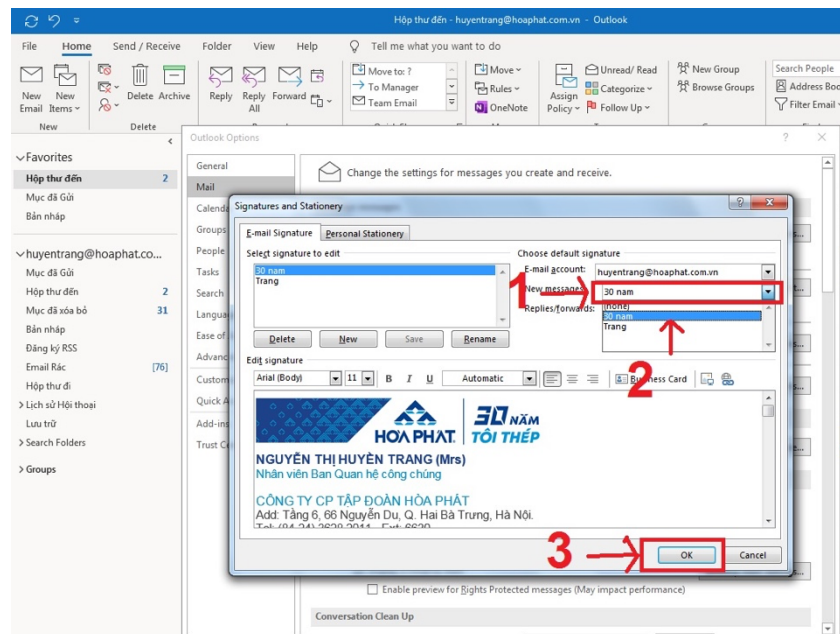 Hộp thư đến - huyentrang@hoaphat.com.vn - Outlook
File Home Send / Receive Folder View Help Tell me what you want to do
New Email
New Items
Delete Archive
Reply Reply All Forward
Move to: ?
To Manager
Team Email
Move
Rules
OneNote
Assign Policy
Unread/ Read
Categorize
Follow Up
New Group
Browse Groups
Search People
Address Boo
Filter Email
New Delete
Favorites
Hộp thư đến 2
Mục đã Gửi
Bản nháp
huyentrang@hoaphat.co...
Mục đã Gửi
Hộp thư đến 2
Mục đã xóa bỏ 31
Bản nháp
Đăng ký RSS
Email Rác [76]
Hộp thư đi
Lịch sử Hội thoại
Lưu trữ
Search Folders
Groups
Outlook Options
General
Mail
Calenda
Groups
People
Tasks
Search
Languag
Ease of
Advanc
Custom
Quick A
Add-ins
Trust C
Change the settings for messages you create and receive.
Signatures and Stationery
E-mail Signature Personal Stationery
Select signature to edit
30 nam
Trang
Delete New Save Rename
Choose default signature
E-mail account: huyentrang@hoaphat.com.vn
1
New messages: 30 nam
Replies/forwards:
(none)
30 nam
Trang
2
Edit signature
Arial (Body) 11 B I U Automatic Business Card
HÒA PHÁT. 30 NĂM
TÔI THÉP
NGUYỄN THỊ HUYỀN TRANG (Mrs)
Nhân viên Ban Quan hệ công chúng
CÔNG TY CP TẬP ĐOÀN HÒA PHÁT
Add: Tầng 6, 66 Nguyễn Du, Q. Hai Bà Trưng, Hà Nội.
3
OK Cancel
Enable preview for Rights Protected messages (May impact performance)
Conversation Clean Up